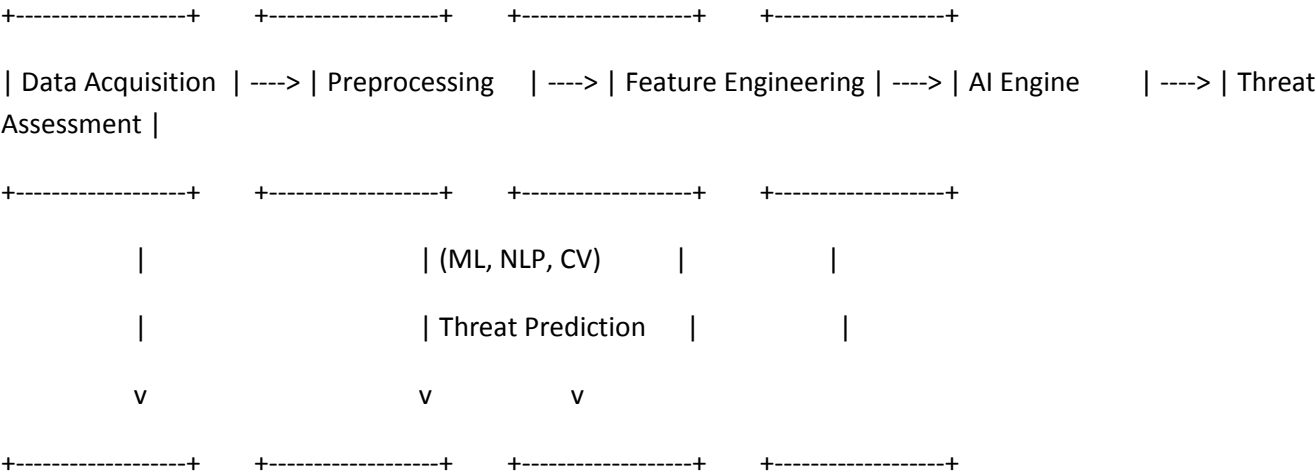 +-------------------+ +-------------------+ +-------------------+ +-------------------+
| Data Acquisition | ----> | Preprocessing | ----> | Feature Engineering | ----> | AI Engine | ----> | Threat
Assessment |
+-------------------+ +-------------------+ +-------------------+ +-------------------+
| | (ML, NLP, CV) | |
| | Threat Prediction | |
v v v
+-------------------+ +-------------------+ +-------------------+ +-------------------+